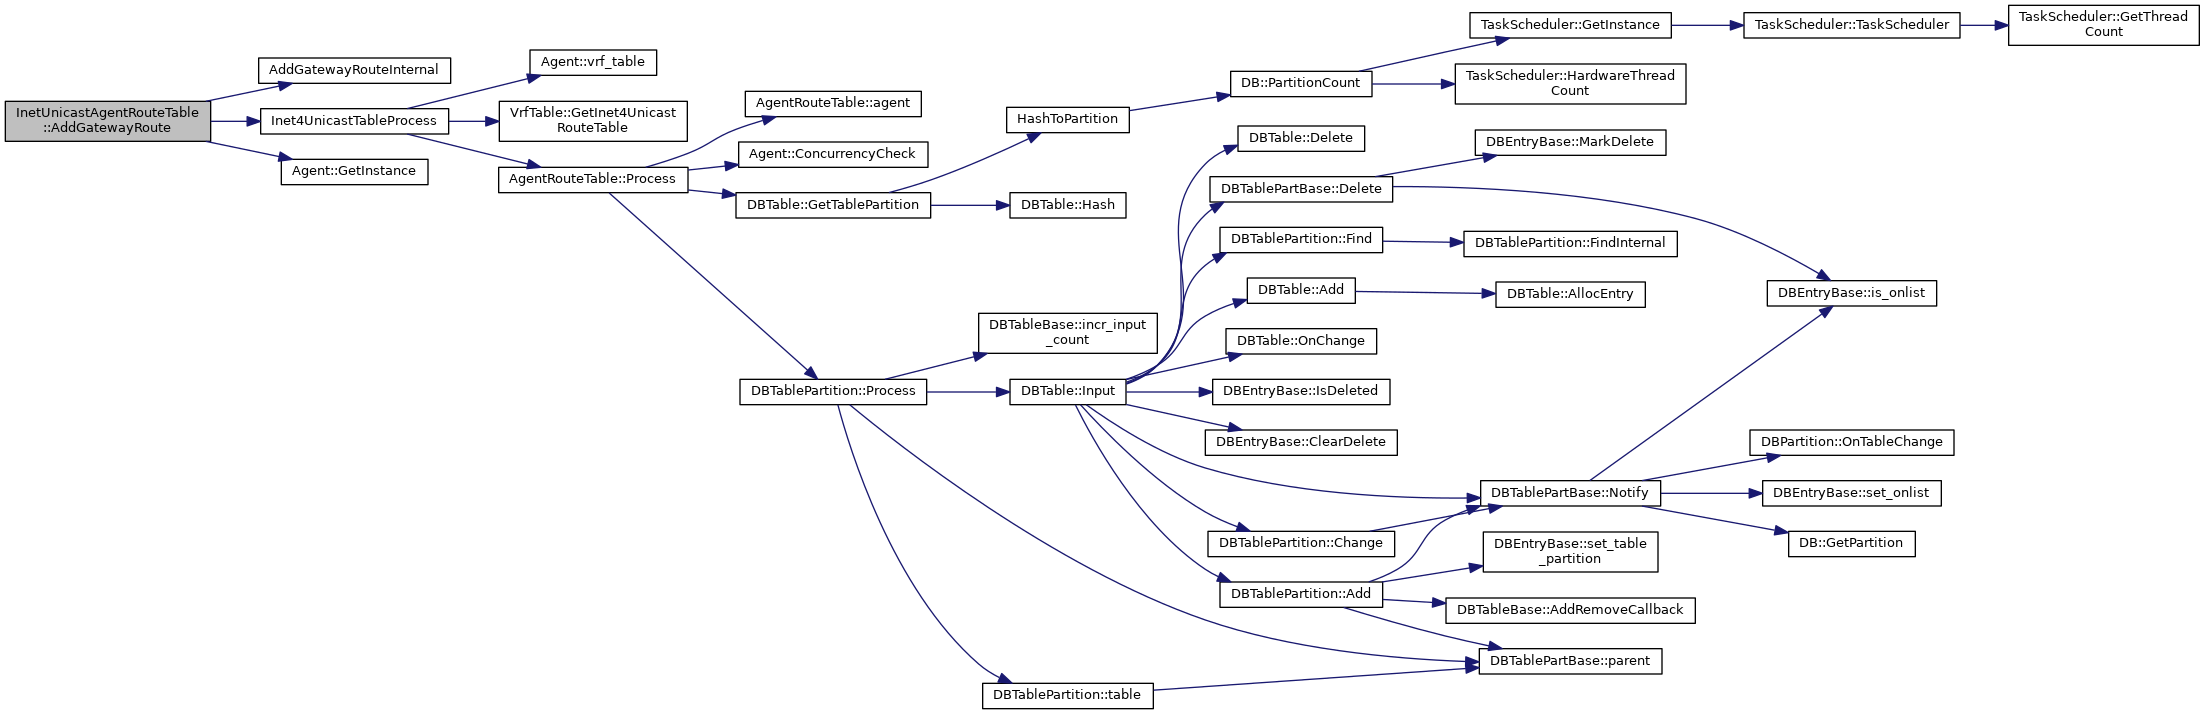 InetUnicastAgentRouteTable
::AddGatewayRoute
AddGatewayRouteInternal
Inet4UnicastTableProcess
Agent::GetInstance
Agent::vrf_table
VrfTable::GetInet4Unicast
RouteTable
AgentRouteTable::Process
AgentRouteTable::agent
Agent::ConcurrencyCheck
DBTable::GetTablePartition
DBTablePartition::Process
HashToPartition
DBTable::Hash
DBTableBase::incr_input
_count
DBTable::Input
DBTablePartition::table
DB::PartitionCount
DBTable::Delete
DBTablePartBase::Delete
DBTablePartition::Find
DBTable::Add
DBTable::OnChange
DBEntryBase::IsDeleted
DBEntryBase::ClearDelete
DBTablePartition::Change
DBTablePartition::Add
TaskScheduler::GetInstance
TaskScheduler::HardwareThread
Count
DBEntryBase::MarkDelete
DBTablePartition::FindInternal
DBTable::AllocEntry
DBTablePartBase::Notify
DBEntryBase::set_table
_partition
DBTableBase::AddRemoveCallback
DBTablePartBase::parent
TaskScheduler::TaskScheduler
DBEntryBase::is_onlist
DBPartition::OnTableChange
DBEntryBase::set_onlist
DB::GetPartition
TaskScheduler::GetThread
Count